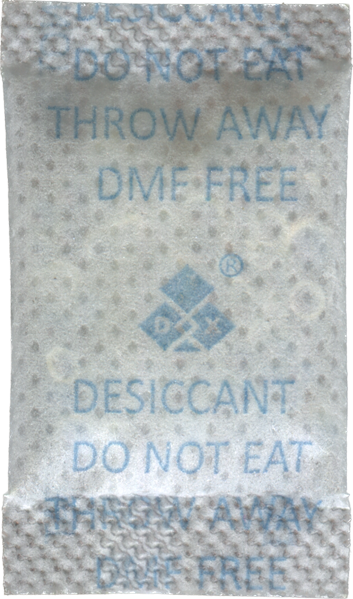 DESICCANT
DO NOT EAT
THROW AWAY
DMF FREE
®
DESICCANT
DO NOT EAT
THROW AWAY
DMF FREE